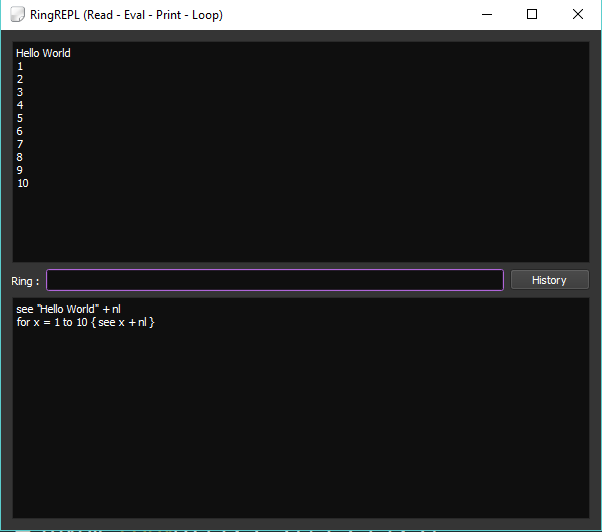 RingREPL (Read - Eval - Print - Loop)
Hello World
1
2
3
4
5
6
7
8
9
10
Ring :
History
see "Hello World" + nl
for x = 1 to 10 { see x + nl }